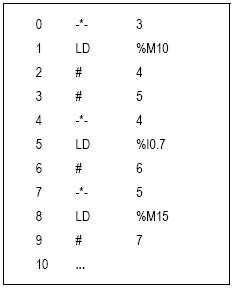 0 -*- 3
1 LD %M10
2 # 4
3 # 5
4 -*- 4
5 LD %I0.7
6 # 6
7 -*- 5
8 LD %M15
9 # 7
10 ...